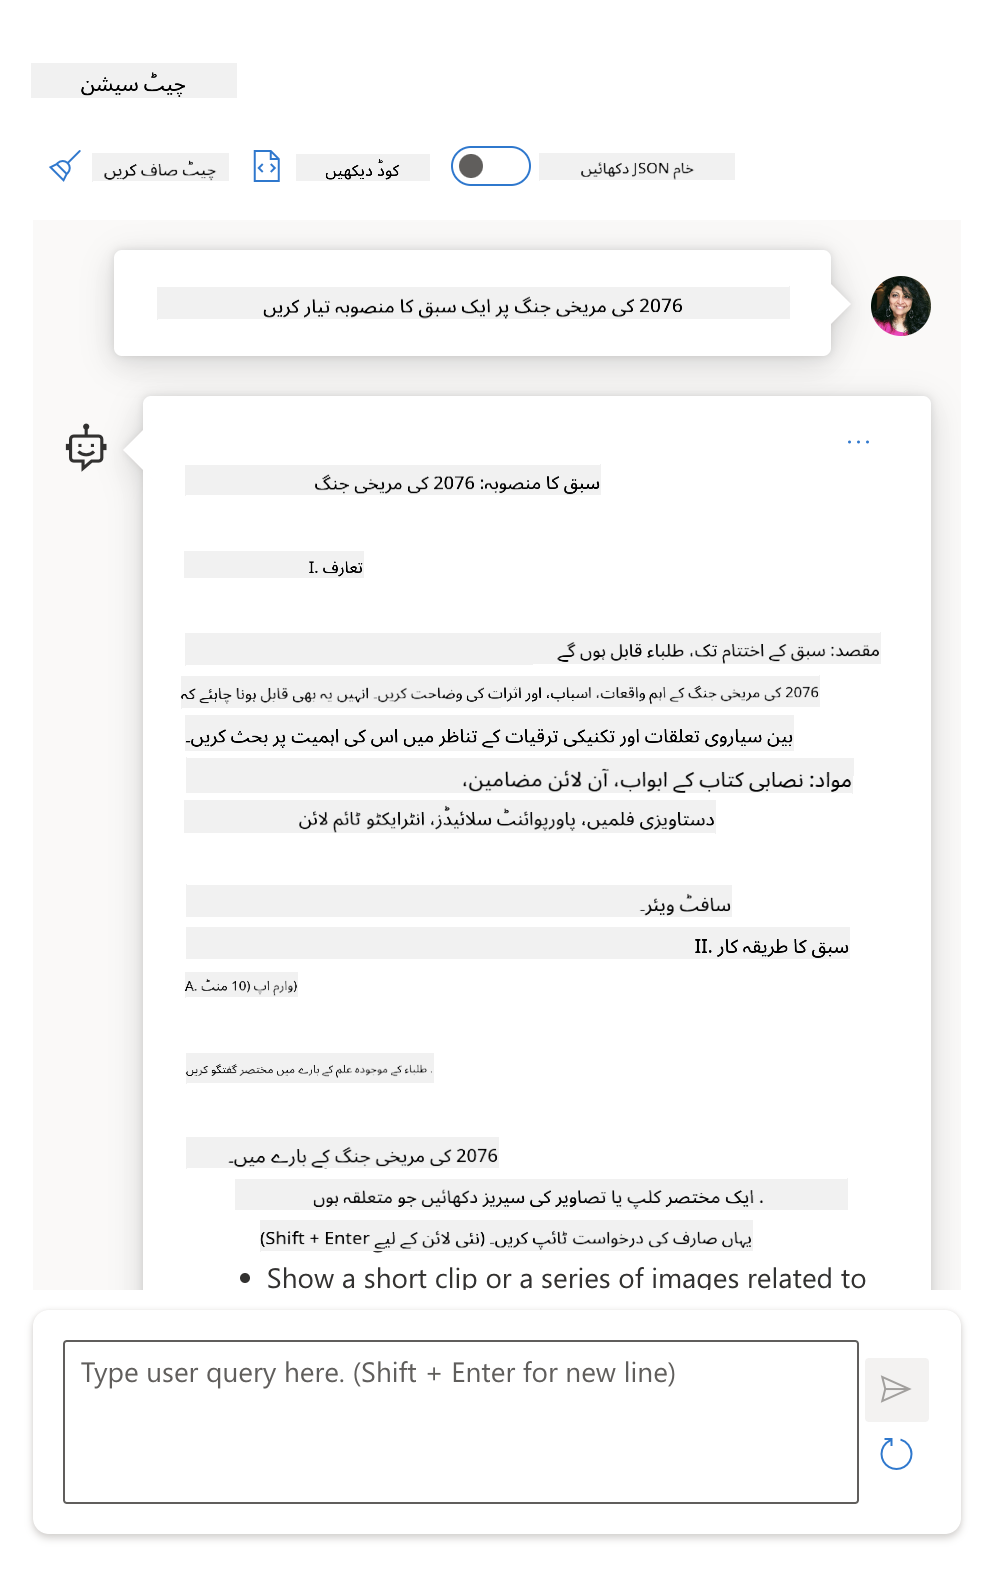 چیٹ سیشن
چیٹ صاف کریں
کوڈ دیکھیں
خام JSON دکھائیں
2076 کی مریخی جنگ پر ایک سبق کا منصوبہ تیار کریں
سبق کا منصوبہ: 2076 کی مریخی جنگ
I. تعارف
مقصد: سبق کے اختتام تک، طلباء قابل ہوں گے
2076 کی مریخی جنگ کے اہم واقعات، اسباب، اور اثرات کی وضاحت کریں۔ انہیں یہ بھی قابل ہونا چاہئے کہ
بین سیاروی تعلقات اور تکنیکی ترقیات کے تناظر میں اس کی اہمیت پر بحث کریں۔
مواد: نصابی کتاب کے ابواب، آن لائن مضامین،
دستاویزی فلمیں، پاورپوائنٹ سلائیڈز، انٹرایکٹو ٹائم لائن
سافٹ ویئر۔
II. سبق کا طریقہ کار
A. وارم اپ (10 منٹ)
. طلباء کے موجودہ علم کے بارے میں مختصر گفتگو کریں
2076 کی مریخی جنگ کے بارے میں۔
. ایک مختصر کلپ یا تصاویر کی سیریز دکھائیں جو متعلقہ ہوں
یہاں صارف کی درخواست ٹائپ کریں۔ (نئی لائن کے لیے Shift + Enter)
• Show a short clip or a series of images related to
Type user query here. (Shift + Enter for new line)